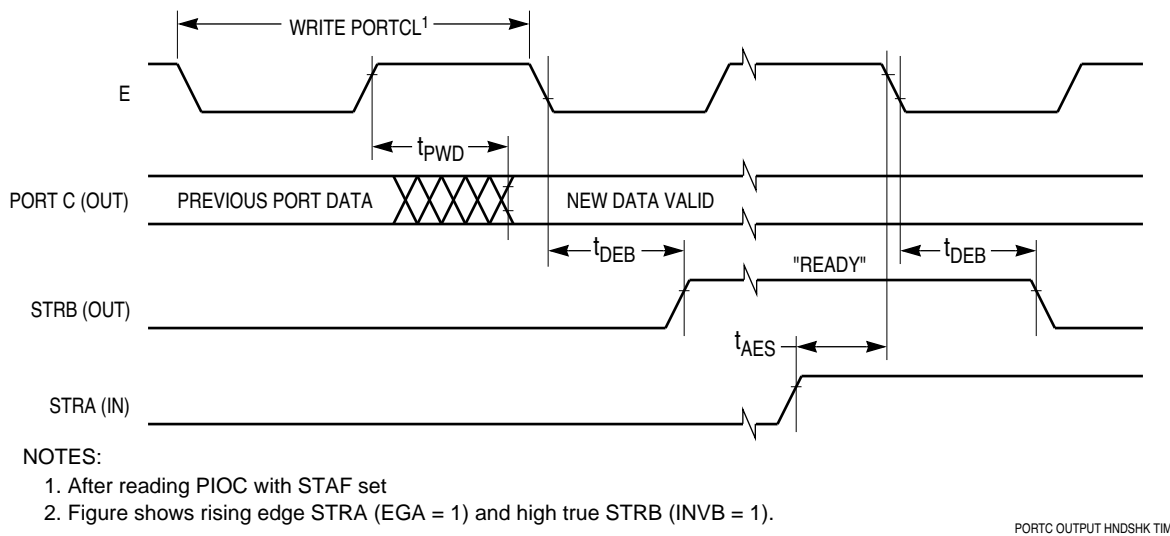 WRITE PORTCL1
E
tPWD
PORT C (OUT)
PREVIOUS PORT DATA
NEW DATA VALID
tDEB
"READY"
tDEB
STRB (OUT)
tAES
STRA (IN)
NOTES:
1. After reading PIOC with STAF set
2. Figure shows rising edge STRA (EGA = 1) and high true STRB (INVB = 1).
PORTC OUTPUT HNDSHK TIM